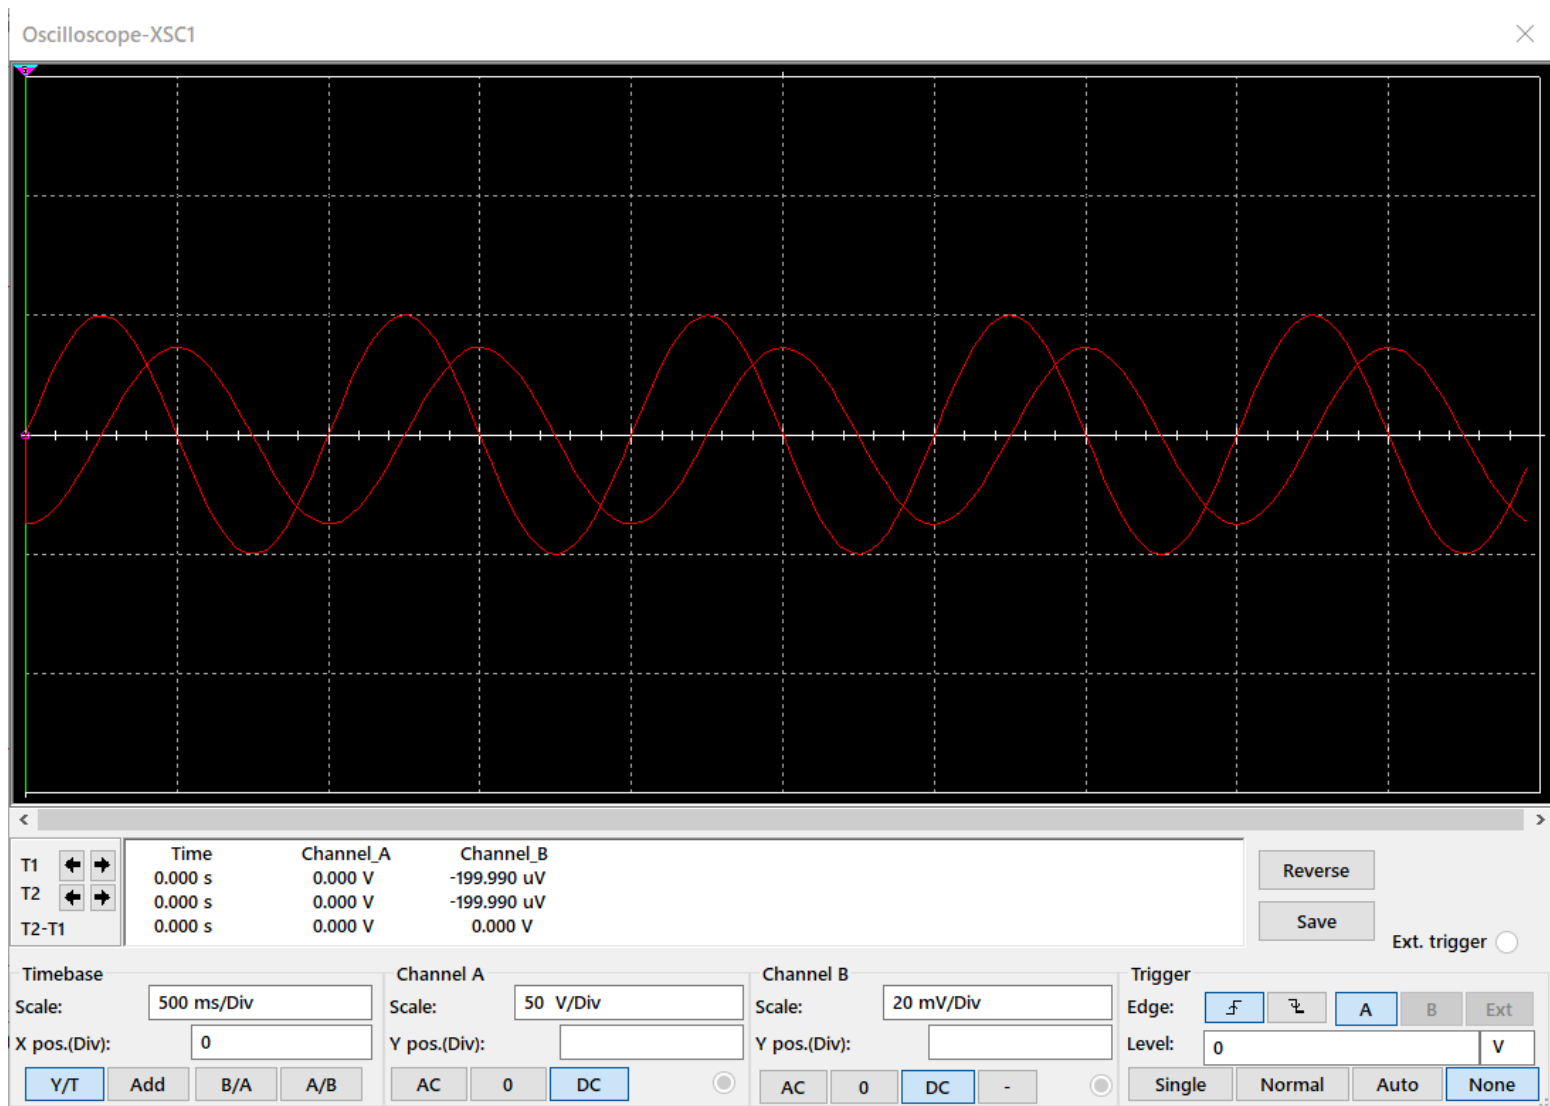 Oscilloscope-XSC1
Time Channel_A Channel_B
T1 0.000 s 0.000 V -199.990 uV
T2 0.000 s 0.000 V -199.990 uV
T2-T1 0.000 s 0.000 V 0.000 V
Reverse
Save
Ext. trigger
Timebase
Scale: 500 ms/Div
X pos.(Div): 0
Y/T Add B/A A/B
Channel A
Scale: 50 V/Div
Y pos.(Div):
AC 0 DC
Channel B
Scale: 20 mV/Div
Y pos.(Div):
AC 0 DC -
Trigger
Edge: A B Ext
Level: 0 V
Single Normal Auto None